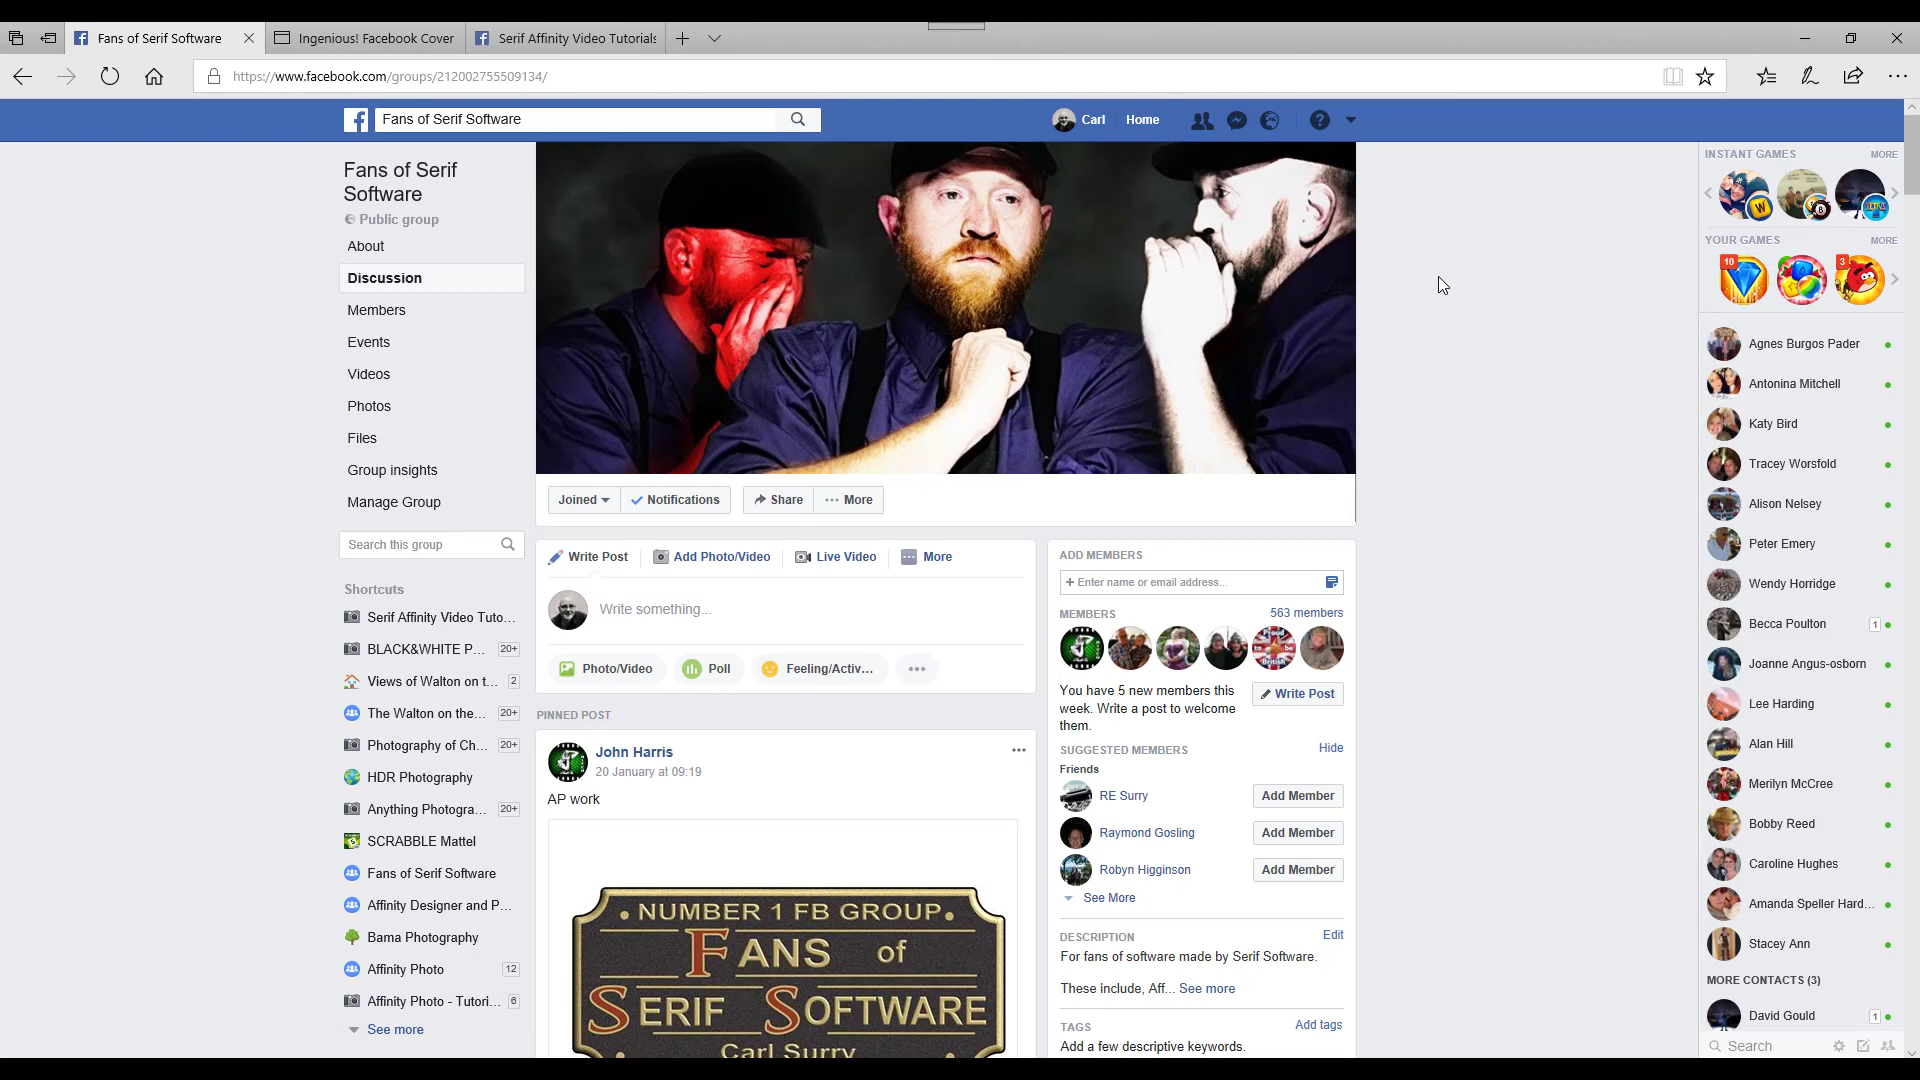 Fans of Serif Software
Ingenious! Facebook Cover
Serif Affinity Video Tutorials
https://www.facebook.com/groups/212002755509134/
Fans of Serif Software
Carl
Home
Fans of Serif
Software
Public group
About
Discussion
Members
Events
Videos
Photos
Files
Group insights
Manage Group
Search this group
Shortcuts
Serif Affinity Video Tuto...
BLACK&WHITE P... 20+
Views of Walton on t... 2
The Walton on the... 20+
Photography of Ch... 20+
HDR Photography
Anything Photogra... 20+
SCRABBLE Mattel
Fans of Serif Software
Affinity Designer and P...
Bama Photography
Affinity Photo 12
Affinity Photo - Tutori... 6
See more
Joined
Notifications
Share
More
Write Post
Add Photo/Video
Live Video
More
Write something...
Photo/Video
Poll
Feeling/Activ...
PINNED POST
John Harris
20 January at 09:19
AP work
NUMBER 1 FB GROUP
FANS of
SERIF SOFTWARE
Carl Surry
ADD MEMBERS
+ Enter name or email address...
MEMBERS
563 members
Proud
to be
British
You have 5 new members this
week. Write a post to welcome
them.
Write Post
SUGGESTED MEMBERS
Hide
Friends
RE Surry
Add Member
Raymond Gosling
Add Member
Robyn Higginson
Add Member
See More
DESCRIPTION
Edit
For fans of software made by Serif Software.
These include, Aff... See more
TAGS
Add tags
Add a few descriptive keywords.
INSTANT GAMES
MORE
W
8
TETRIS
YOUR GAMES
MORE
10
3
Agnes Burgos Pader
Antonina Mitchell
Katy Bird
Tracey Worsfold
Alison Nelsey
Peter Emery
Wendy Horridge
Becca Poulton 1
Joanne Angus-osborn
Lee Harding
Alan Hill
Merilyn McCree
Bobby Reed
Caroline Hughes
Amanda Speller Hard...
Stacey Ann
MORE CONTACTS (3)
David Gould 1
Search